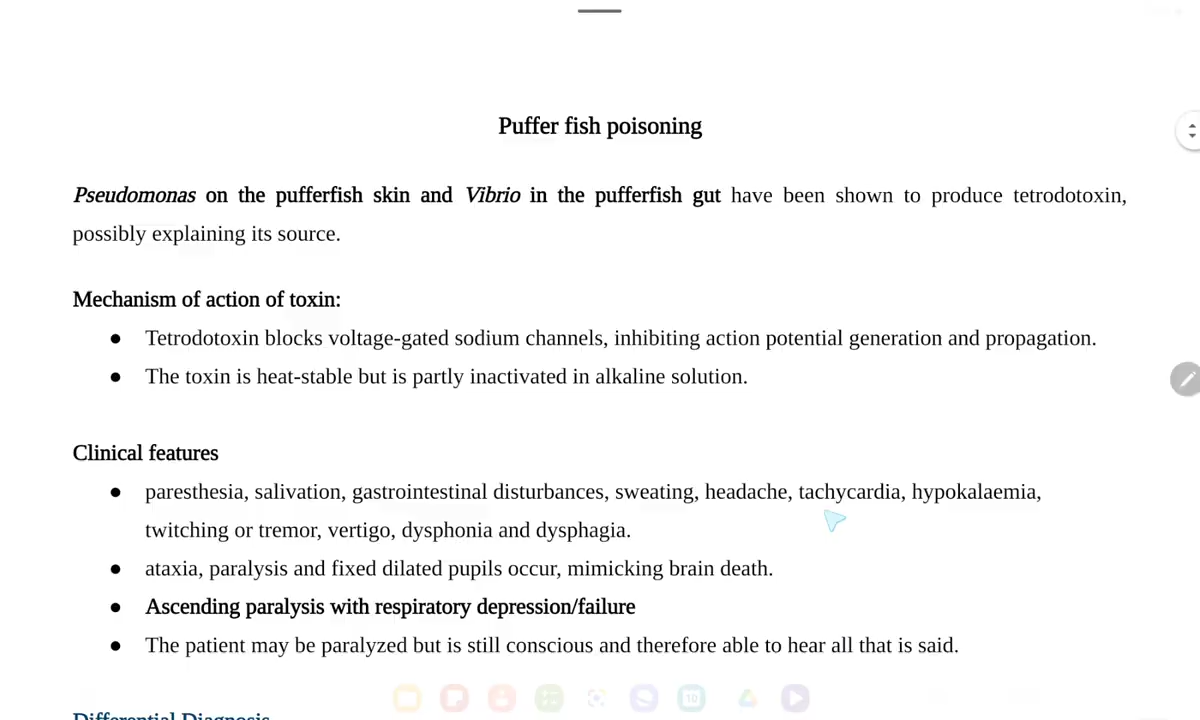 Puffer fish poisoning
Pseudomonas on the pufferfish skin and Vibrio in the pufferfish gut have been shown to produce tetrodotoxin,
possibly explaining its source.
Mechanism of action of toxin:
● Tetrodotoxin blocks voltage-gated sodium channels, inhibiting action potential generation and propagation.
● The toxin is heat-stable but is partly inactivated in alkaline solution.
Clinical features
● paresthesia, salivation, gastrointestinal disturbances, sweating, headache, tachycardia, hypokalaemia,
twitching or tremor, vertigo, dysphonia and dysphagia.
● ataxia, paralysis and fixed dilated pupils occur, mimicking brain death.
● Ascending paralysis with respiratory depression/failure
● The patient may be paralyzed but is still conscious and therefore able to hear all that is said.
10
Differential Diagnosis